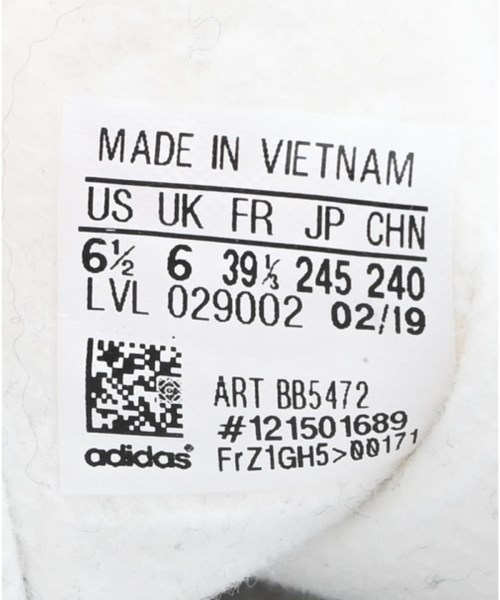 MADE IN VIETNAM
US UK FR JP CHN
6½ 6 39⅓ 245 240
LVL 029002 02/19
ART BB5472
#121501689
adidas® FrZ1GH5>00171